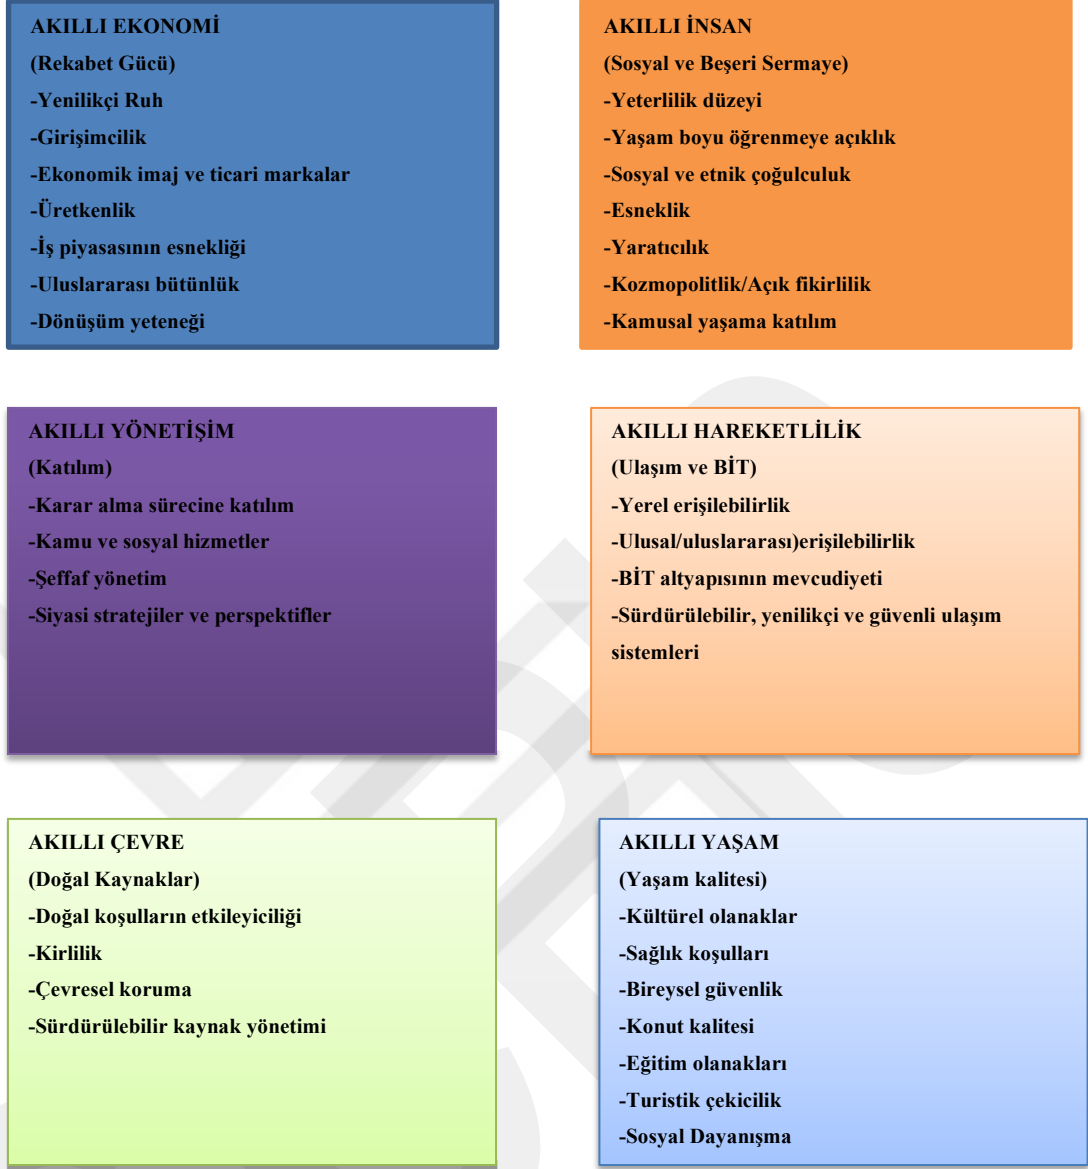 AKILLI EKONOMİ
(Rekabet Gücü)
-Yenilikçi Ruh
-Girişimcilik
-Ekonomik imaj ve ticari markalar
-Üretkenlik
-İş piyasasının esnekliği
-Uluslararası bütünlük
-Dönüşüm yeteneği
AKILLI İNSAN
(Sosyal ve Beşeri Sermaye)
-Yeterlilik düzeyi
-Yaşam boyu öğrenmeye açıklık
-Sosyal ve etnik çoğulculuk
-Esneklik
-Yaratıcılık
-Kozmopolitlik/Açık fikirlilik
-Kamusal yaşama katılım
AKILLI YÖNETİŞİM
(Katılım)
-Karar alma sürecine katılım
-Kamu ve sosyal hizmetler
-Şeffaf yönetim
-Siyasi stratejiler ve perspektifler
AKILLI HAREKETLİLİK
(Ulaşım ve BİT)
-Yerel erişilebilirlik
-Ulusal/uluslararası)erişilebilirlik
-BİT altyapısının mevcudiyeti
-Sürdürülebilir, yenilikçi ve güvenli ulaşım
sistemleri
AKILLI ÇEVRE
(Doğal Kaynaklar)
-Doğal koşulların etkileyiciliği
-Kirlilik
-Çevresel koruma
-Sürdürülebilir kaynak yönetimi
AKILLI YAŞAM
(Yaşam kalitesi)
-Kültürel olanaklar
-Sağlık koşulları
-Bireysel güvenlik
-Konut kalitesi
-Eğitim olanakları
-Turistik çekicilik
-Sosyal Dayanışma